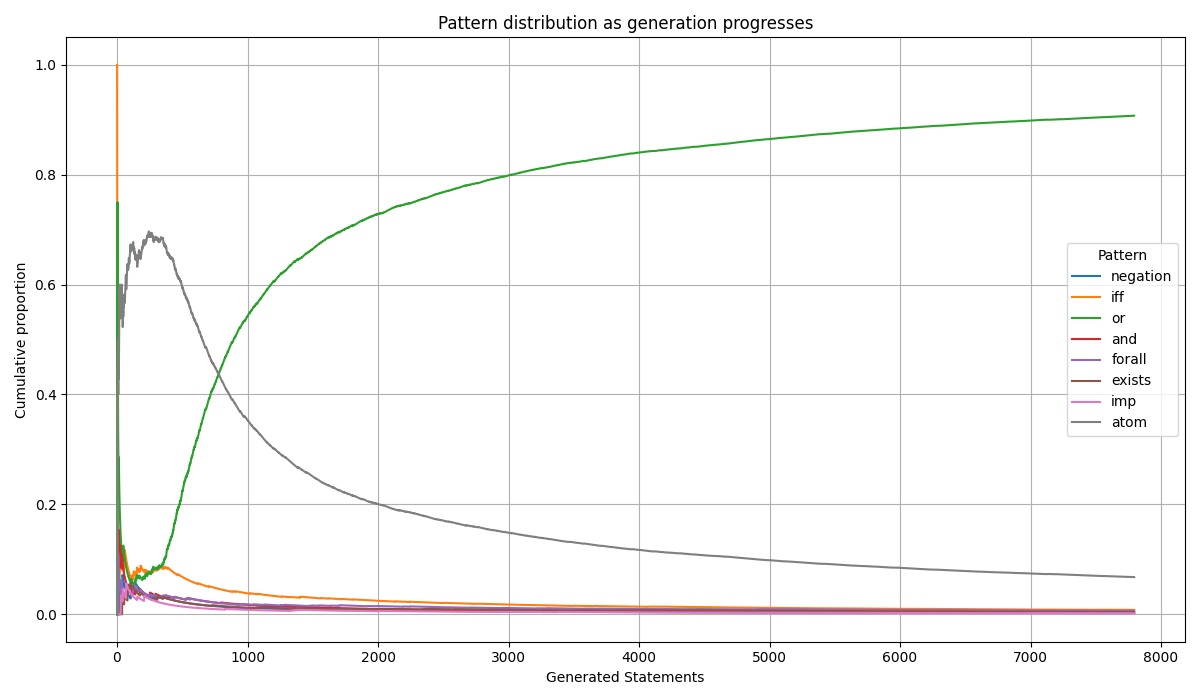 Pattern distribution as generation progresses
Cumulative proportion
1.0
0.8
0.6
0.4
0.2
0.0
Pattern
negation
iff
or
and
forall
exists
imp
atom
0 1000 2000 3000 4000 5000 6000 7000 8000
Generated Statements